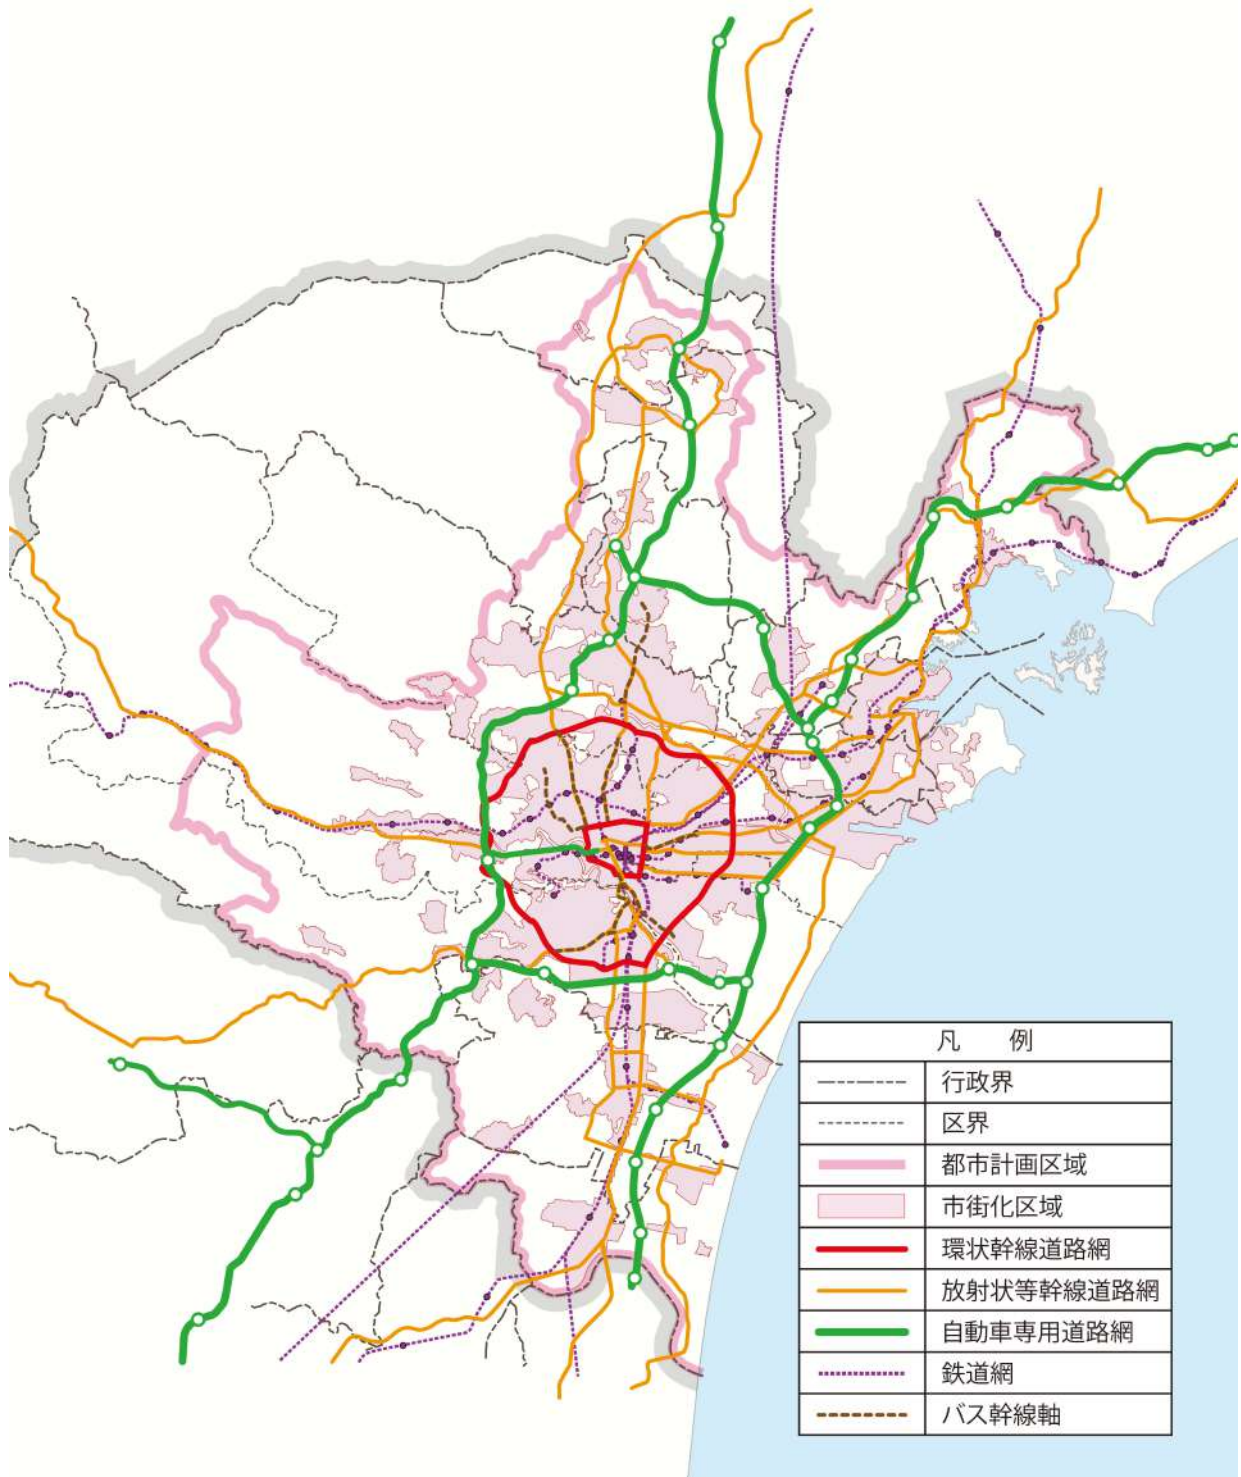 凡 例
行政界
区界
都市計画区域
市街化区域
環状幹線道路網
放射状等幹線道路網
自動車専用道路網
鉄道網
バス幹線軸